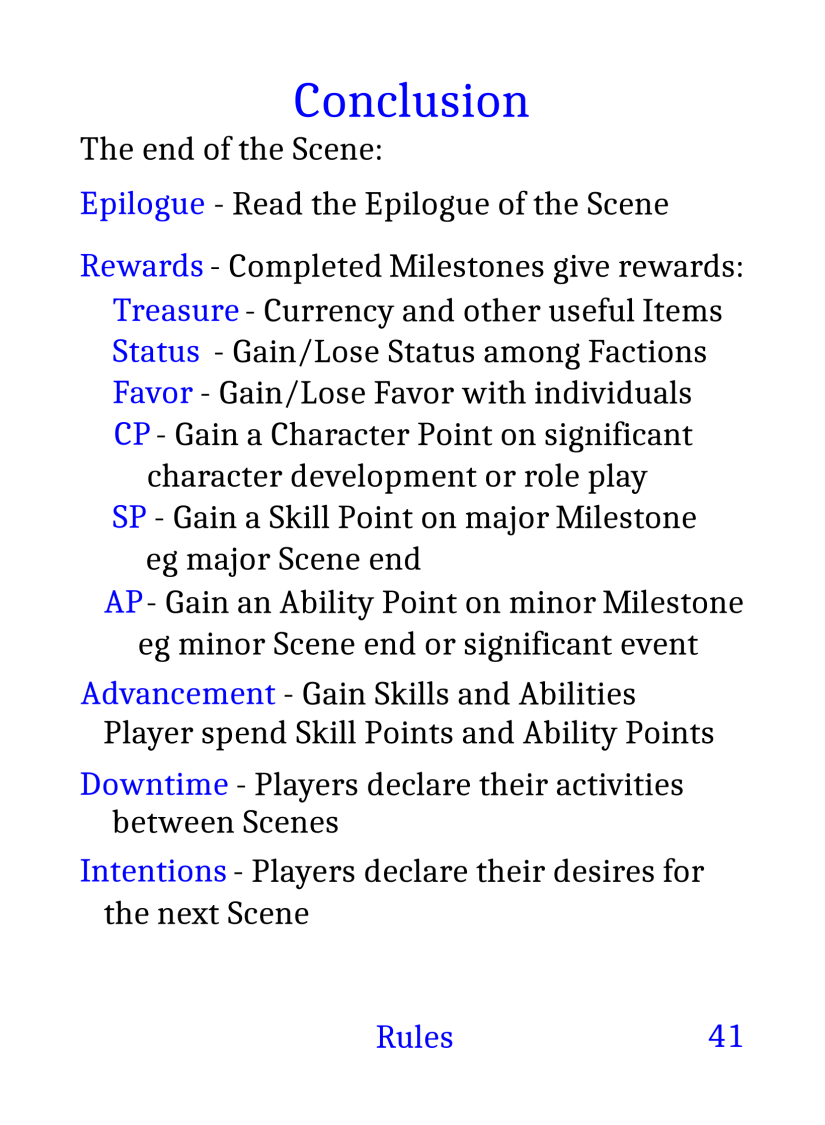 Conclusion
The end of the Scene:
Epilogue - Read the Epilogue of the Scene
Rewards - Completed Milestones give rewards:
Treasure - Currency and other useful Items
Status - Gain/Lose Status among Factions
Favor - Gain/Lose Favor with individuals
CP - Gain a Character Point on significant
character development or role play
SP - Gain a Skill Point on major Milestone
eg major Scene end
AP - Gain an Ability Point on minor Milestone
eg minor Scene end or significant event
Advancement - Gain Skills and Abilities
Player spend Skill Points and Ability Points
Downtime - Players declare their activities
between Scenes
Intentions - Players declare their desires for
the next Scene
Rules 41